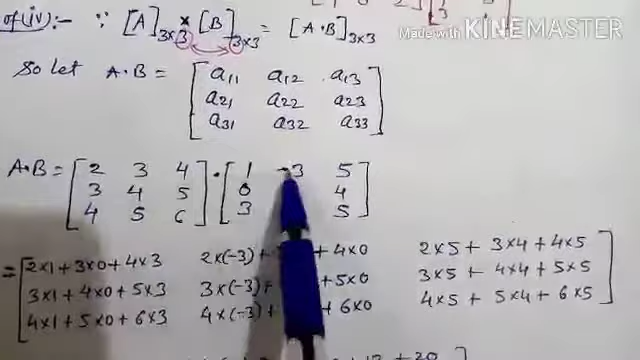 Made with KINEMASTER
of (iv) :- ∵ [A]3×3 × [B]3×3 = [A·B]3×3
So let A·B = [a11 a12 a13
a21 a22 a23
a31 a32 a33]
A·B = [2 3 4 · [1 -3 5
3 4 5 0 4
4 5 6] 3 5]
= [2×1+3×0+4×3 2×(-3)+ +4×0 2×5+3×4+4×5
3×1+4×0+5×3 3×(-3)+ +5×0 3×5+4×4+5×5
4×1+5×0+6×3 4×(-3)+ +6×0 4×5+5×4+6×5]
+ 20